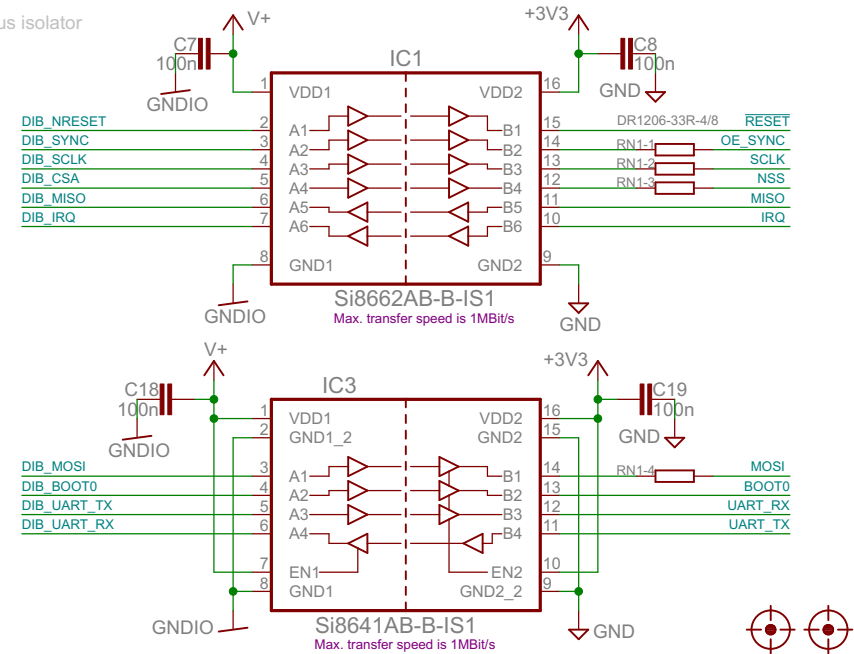 us isolator
V+
+3V3
C7
100n
C8
100n
IC1
GNDIO
GND
1
VDD1
VDD2
16
DIB_NRESET
2
A1
B1
15
DR1206-33R-4/8
RESET
DIB_SYNC
3
A2
B2
14
RN1-1
OE_SYNC
DIB_SCLK
4
A3
B3
13
RN1-2
SCLK
DIB_CSA
5
A4
B4
12
RN1-3
NSS
DIB_MISO
6
A5
B5
11
MISO
DIB_IRQ
7
A6
B6
10
IRQ
8
GND1
GND2
9
GNDIO
Si8662AB-B-IS1
Max. transfer speed is 1MBit/s
GND
V+
+3V3
C18
100n
C19
100n
IC3
GNDIO
GND
1
VDD1
VDD2
16
2
GND1_2
GND2
15
DIB_MOSI
3
A1
B1
14
RN1-4
MOSI
DIB_BOOT0
4
A2
B2
13
BOOT0
DIB_UART_TX
5
A3
B3
12
UART_RX
DIB_UART_RX
6
A4
B4
11
UART_TX
7
EN1
EN2
10
8
GND1
GND2_2
9
GNDIO
Si8641AB-B-IS1
Max. transfer speed is 1MBit/s
GND